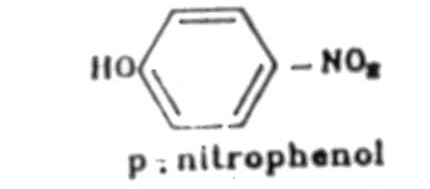 HO – NO₂
p : nitrophenol